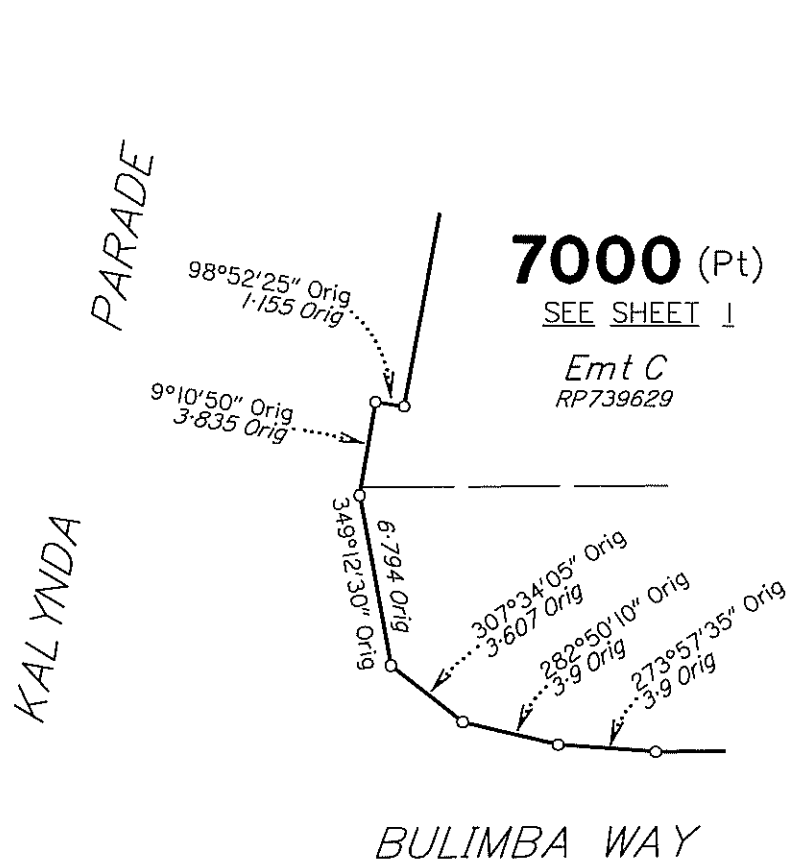 PARADE
7000 (Pt)
SEE SHEET 1
Emt C
RP739629
98°52'25" Orig
1·155 Orig
9°10'50" Orig
3·835 Orig
KALYNDA
349°12'30" Orig
6·794 Orig
307°34'05" Orig
3·607 Orig
282°50'10" Orig
3·9 Orig
273°57'35" Orig
3·9 Orig
BULIMBA WAY